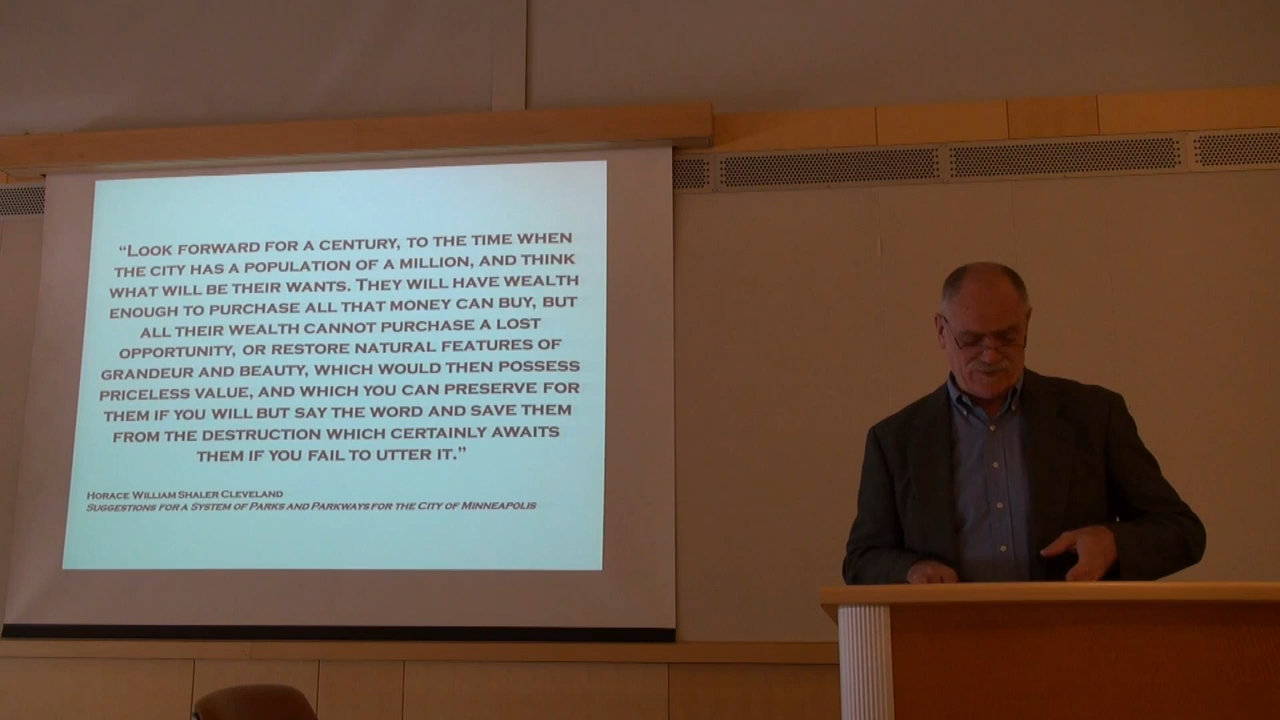 “LOOK FORWARD FOR A CENTURY, TO THE TIME WHEN
THE CITY HAS A POPULATION OF A MILLION, AND THINK
WHAT WILL BE THEIR WANTS. THEY WILL HAVE WEALTH
ENOUGH TO PURCHASE ALL THAT MONEY CAN BUY, BUT
ALL THEIR WEALTH CANNOT PURCHASE A LOST
OPPORTUNITY, OR RESTORE NATURAL FEATURES OF
GRANDEUR AND BEAUTY, WHICH WOULD THEN POSSESS
PRICELESS VALUE, AND WHICH YOU CAN PRESERVE FOR
THEM IF YOU WILL BUT SAY THE WORD AND SAVE THEM
FROM THE DESTRUCTION WHICH CERTAINLY AWAITS
THEM IF YOU FAIL TO UTTER IT.”
HORACE WILLIAM SHALER CLEVELAND
SUGGESTIONS FOR A SYSTEM OF PARKS AND PARKWAYS FOR THE CITY OF MINNEAPOLIS